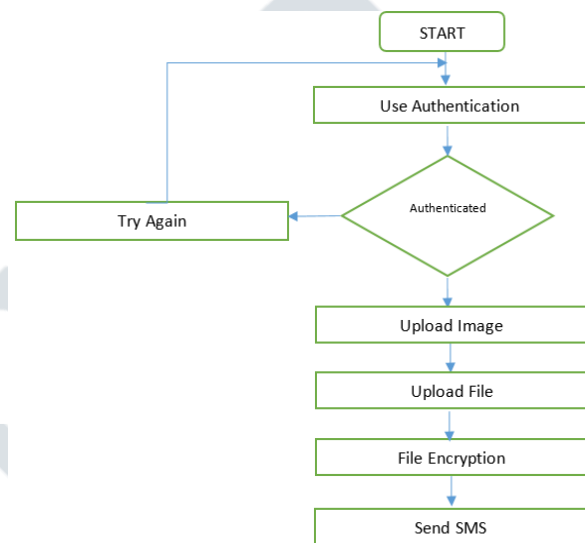 START
Use Authentication
Authenticated
Try Again
Upload Image
Upload File
File Encryption
Send SMS